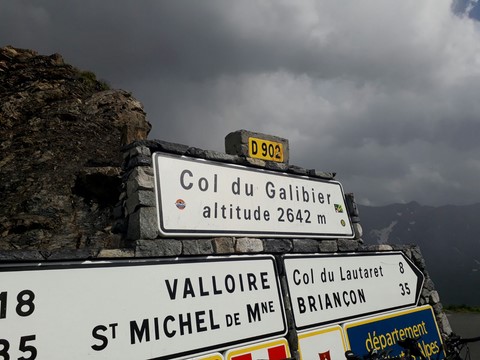 D 902
Col du Galibier
altitude 2642 m
18 VALLOIRE
35 ST MICHEL DE MNE
Col du Lautaret 8
BRIANÇON 35
département
Alpes